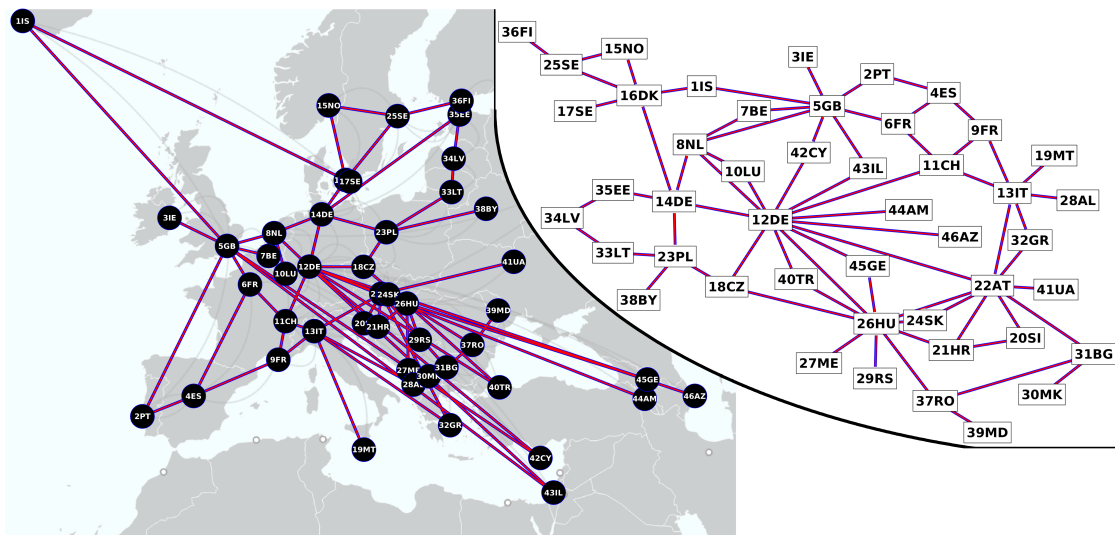 1IS
15NO
25SE
36FI
35EE
17SE
34LV
33LT
38BY
3IE
14DE
23PL
5GB
8NL
7BE
12DE
18CZ
41UA
10LU
6FR
24SK
26HU
39MD
11CH
13IT
21HR
29RS
37RO
9FR
27ME
31BG
30MK
45GE
40TR
46AZ
44AM
4ES
2PT
32GR
19MT
42CY
43IL
36FI
15NO
25SE
3IE
2PT
1IS
16DK
4ES
17SE
7BE
5GB
6FR
9FR
8NL
42CY
19MT
10LU
43IL
11CH
13IT
35EE
28AL
14DE
44AM
34LV
12DE
46AZ
32GR
33LT
23PL
45GE
40TR
18CZ
22AT
41UA
38BY
26HU
24SK
20SI
21HR
31BG
27ME
29RS
30MK
37RO
39MD